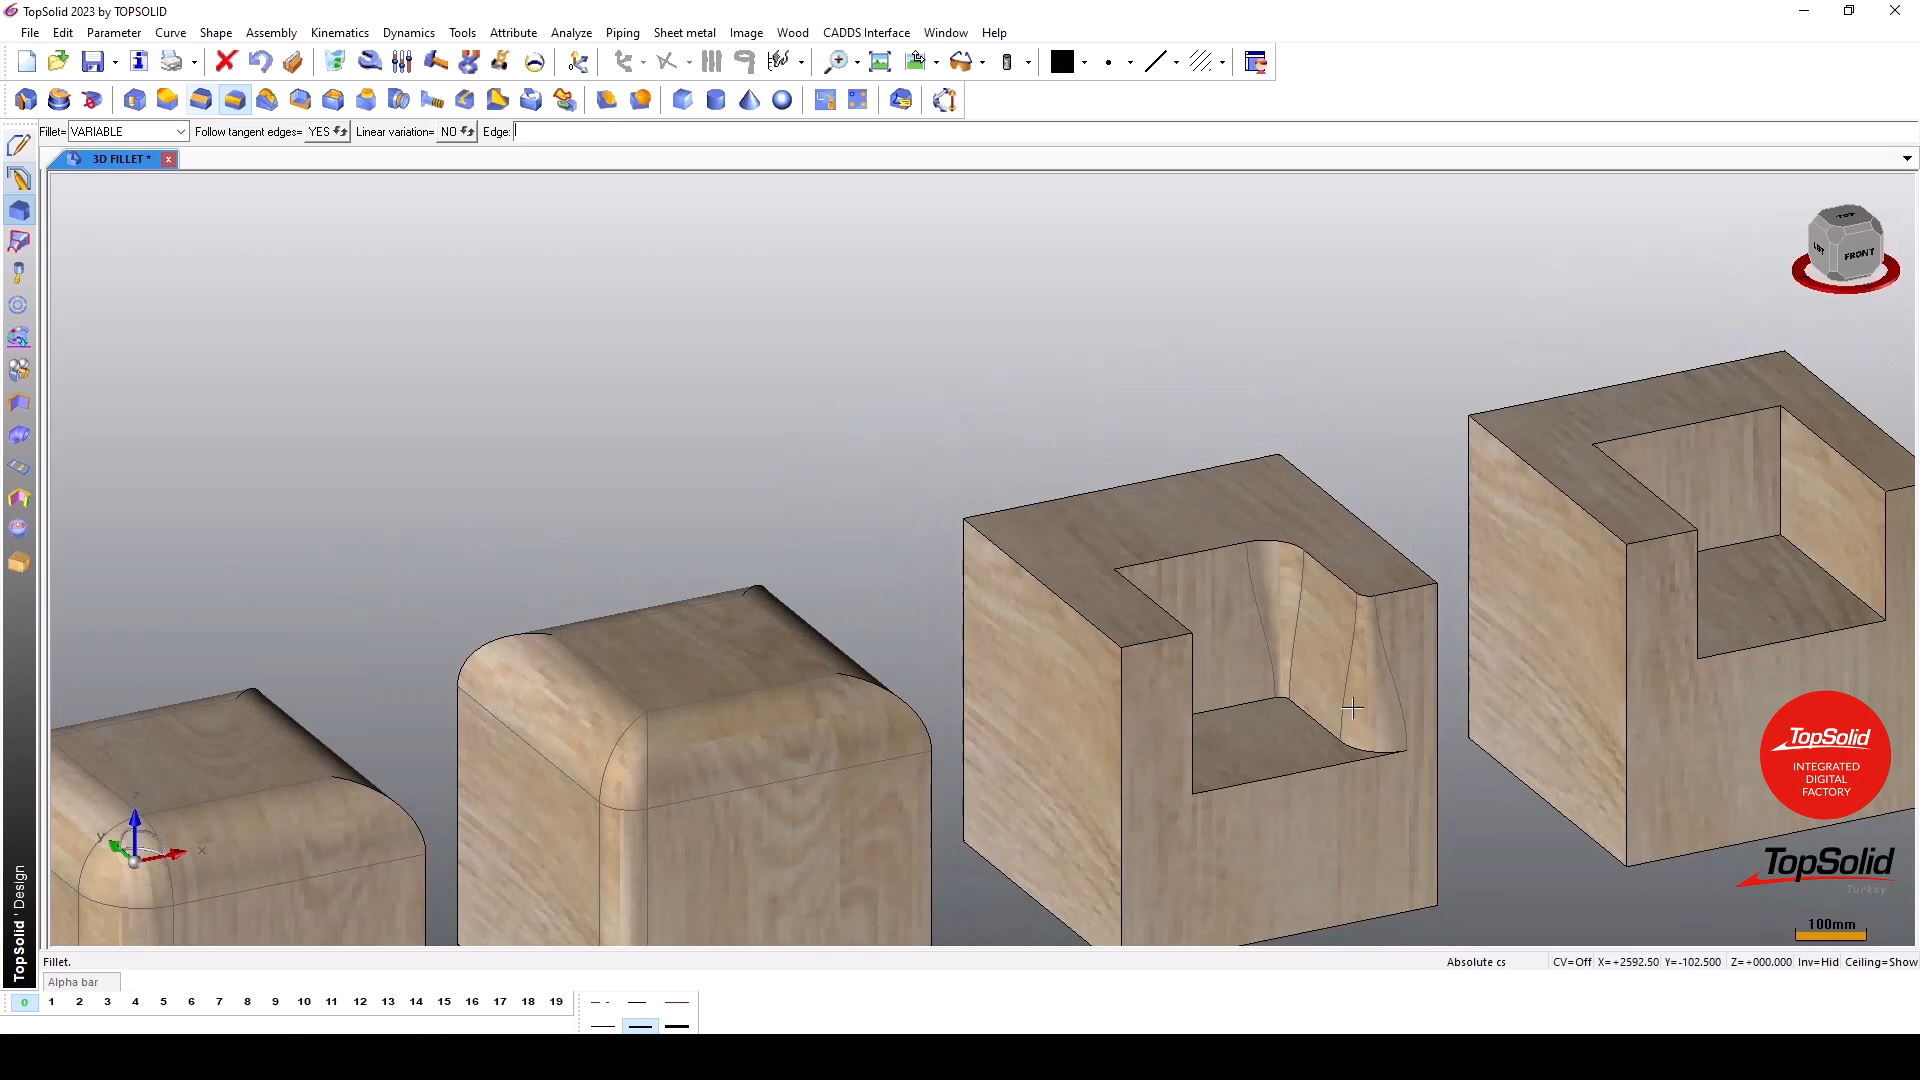 TopSolid 2023 by TOPSOLID
File Edit Parameter Curve Shape Assembly Kinematics Dynamics Tools Attribute Analyze Piping Sheet metal Image Wood CADDS Interface Window Help
Fillet= VARIABLE Follow tangent edges= YES Linear variation= NO Edge:
3D FILLET *
TOP
LEFT FRONT
TopSolid
INTEGRATED
DIGITAL
FACTORY
TopSolid
Turkey
z
y
x
100mm
TopSolid'Design
Fillet. Absolute cs CV=Off X=+2592.50 Y=-102.500 Z=+000.000 Inv=Hid Ceiling=Show
Alpha bar
0 1 2 3 4 5 6 7 8 9 10 11 12 13 14 15 16 17 18 19